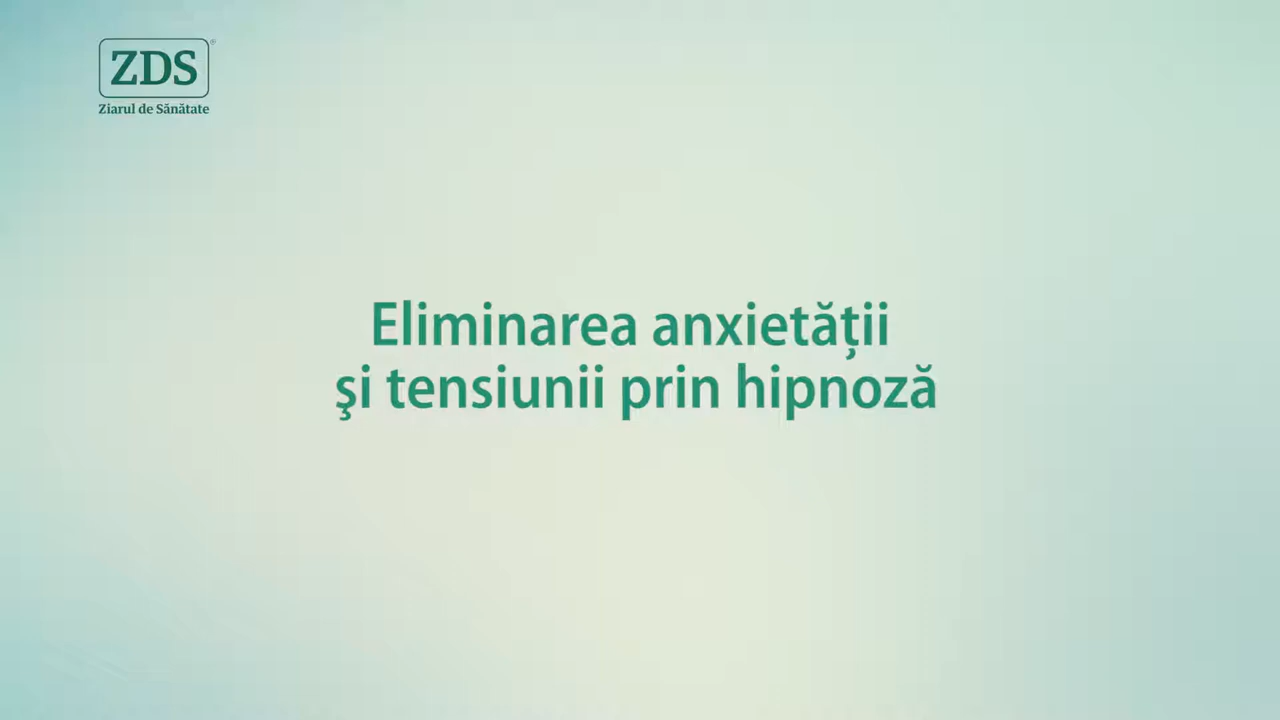 ZDS®
Ziarul de Sănătate
Eliminarea anxietății
şi tensiunii prin hipnoză